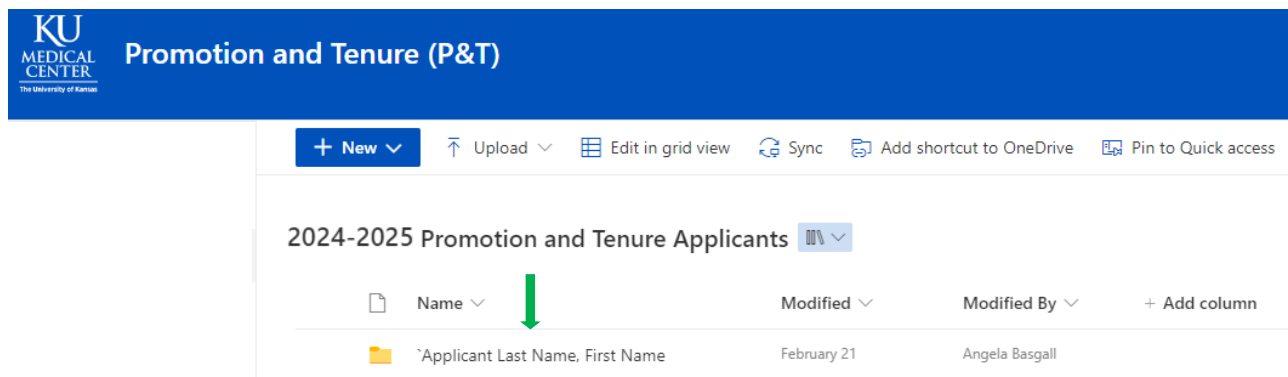 KU
MEDICAL
CENTER
The University of Kansas
Promotion and Tenure (P&T)
+ New Upload Edit in grid view Sync Add shortcut to OneDrive Pin to Quick access
2024-2025 Promotion and Tenure Applicants
Name Modified Modified By + Add column
`Applicant Last Name, First Name February 21 Angela Basgall